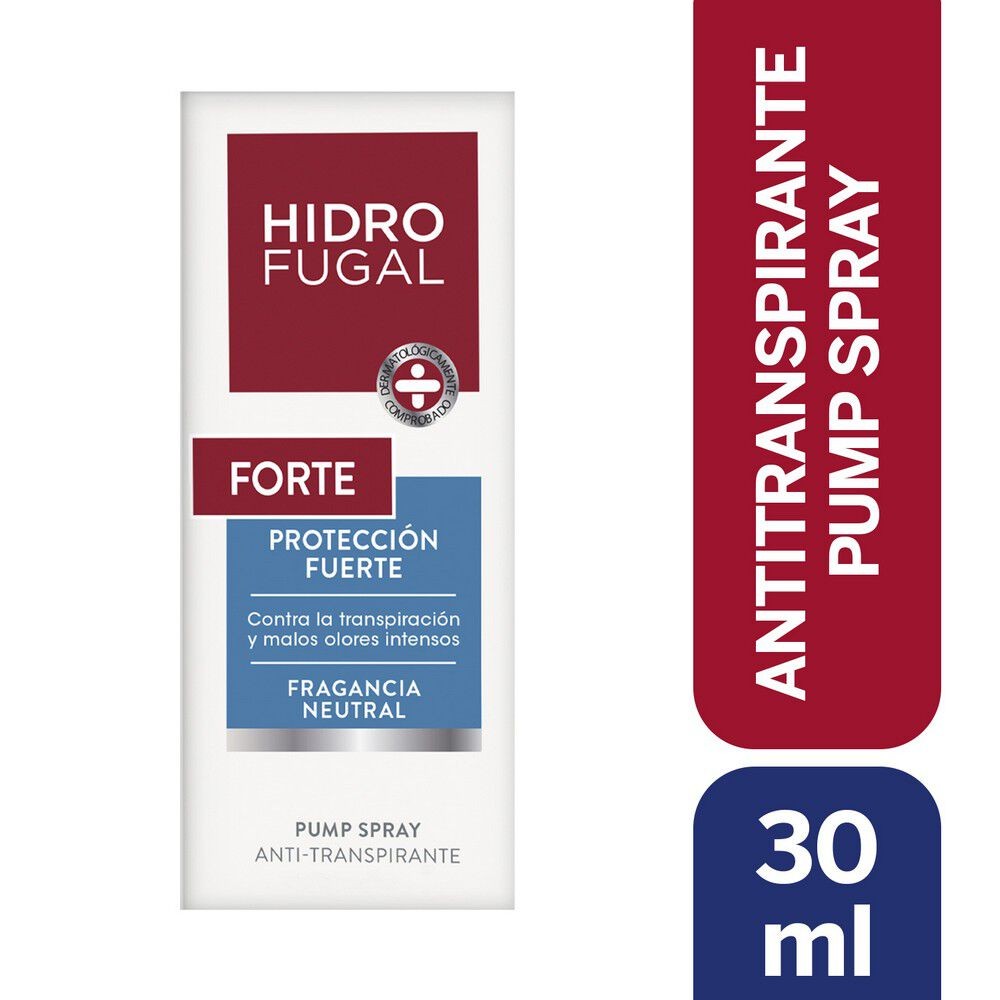 HIDRO
FUGAL
DERMATOLÓGICAMENTE
COMPROBADO
FORTE
PROTECCIÓN
FUERTE
Contra la transpiración
y malos olores intensos
FRAGANCIA
NEUTRAL
PUMP SPRAY
ANTI-TRANSPIRANTE
ANTITRANSPIRANTE
PUMP SPRAY
30
ml